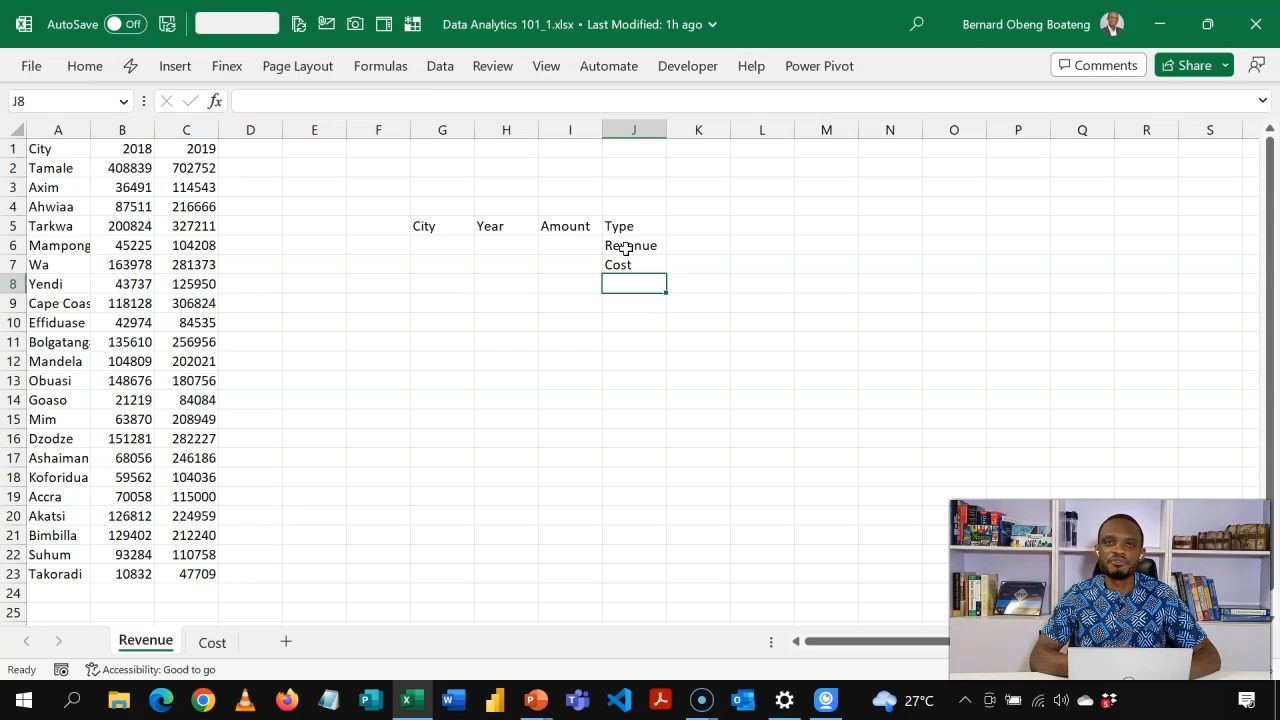 AutoSave Off Data Analytics 101_1.xlsx • Last Modified: 1h ago Bernard Obeng Boateng
File Home Insert Finex Page Layout Formulas Data Review View Automate Developer Help Power Pivot Comments Share
J8 fx
A B C D E F G H I J K L M N O P Q R S
1 City 2018 2019
2 Tamale 408839 702752
3 Axim 36491 114543
4 Ahwiaa 87511 216666
5 Tarkwa 200824 327211 City Year Amount Type
6 Mampong 45225 104208 Revenue
7 Wa 163978 281373 Cost
8 Yendi 43737 125950
9 Cape Coas 118128 306824
10 Effiduase 42974 84535
11 Bolgatang 135610 256956
12 Mandela 104809 202021
13 Obuasi 148676 180756
14 Goaso 21219 84084
15 Mim 63870 208949
16 Dzodze 151281 282227
17 Ashaiman 68056 246186
18 Koforidua 59562 104036
19 Accra 70058 115000
20 Akatsi 126812 224959
21 Bimbilla 129402 212240
22 Suhum 93284 110758
23 Takoradi 10832 47709
24
25
Revenue Cost
Ready Accessibility: Good to go
27°C